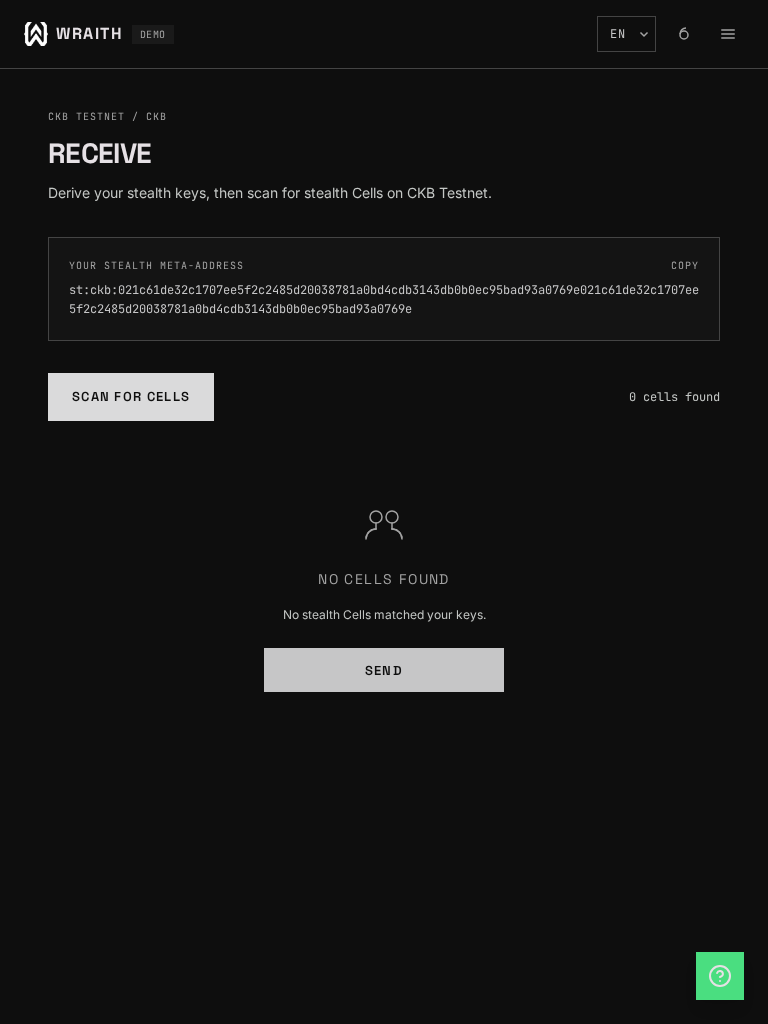 WRAITH DEMO EN
CKB TESTNET / CKB
RECEIVE
Derive your stealth keys, then scan for stealth Cells on CKB Testnet.
YOUR STEALTH META-ADDRESS COPY
st:ckb:021c61de32c1707ee5f2c2485d20038781a0bd4cdb3143db0b0ec95bad93a0769e021c61de32c1707ee
5f2c2485d20038781a0bd4cdb3143db0b0ec95bad93a0769e
SCAN FOR CELLS 0 cells found
NO CELLS FOUND
No stealth Cells matched your keys.
SEND